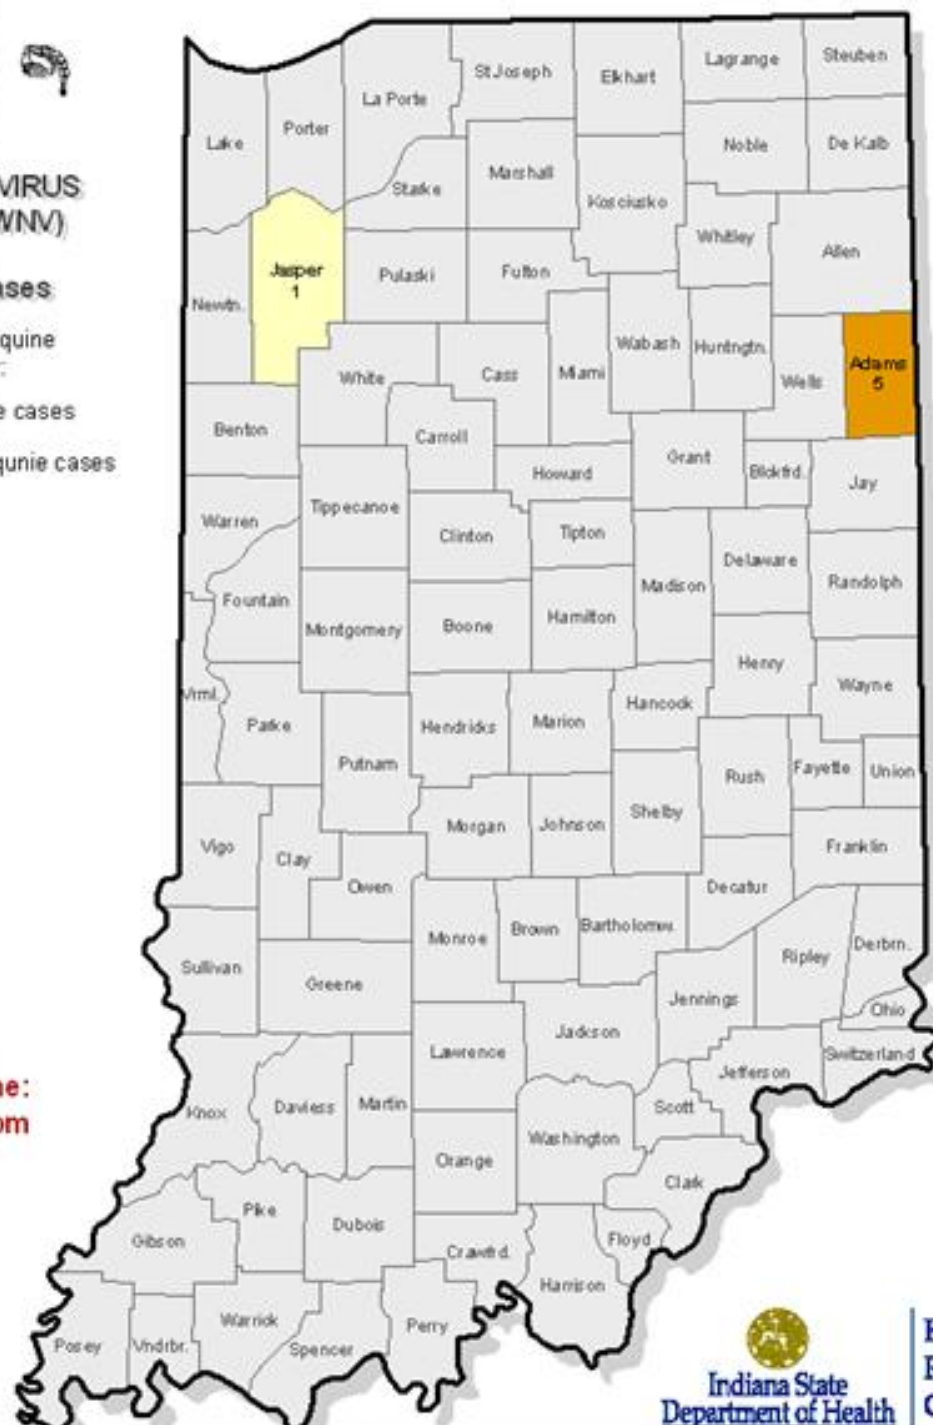 VIRUS
WNV)
ases
quine
e cases
qunie cases
ne:
om
Lake
Porter
La Porte
St.Joseph
Elkhart
Lagrange
Steuben
Noble
De Kalb
Starke
Marshall
Kosciusko
Whitley
Allen
Newtn.
Jasper
1
Pulaski
Fulton
White
Cass
Miami
Wabash
Huntngtn.
Wells
Adams
5
Benton
Carroll
Howard
Grant
Blckfrd.
Jay
Warren
Tippecanoe
Clinton
Tipton
Delaware
Randolph
Fountain
Montgomery
Boone
Hamilton
Madison
Henry
Wayne
Vrml.
Parke
Putnam
Hendricks
Marion
Hancock
Rush
Fayette
Union
Vigo
Clay
Owen
Morgan
Johnson
Shelby
Decatur
Franklin
Sullivan
Greene
Monroe
Brown
Bartholomw.
Jennings
Ripley
Derbrn.
Ohio
Knox
Daviess
Martin
Lawrence
Jackson
Jefferson
Switzerland
Scott
Orange
Washington
Clark
Gibson
Pike
Dubois
Crawfrd.
Harrison
Floyd
Posey
Vndrbr.
Warrick
Spencer
Perry
Indiana State
Department of Health